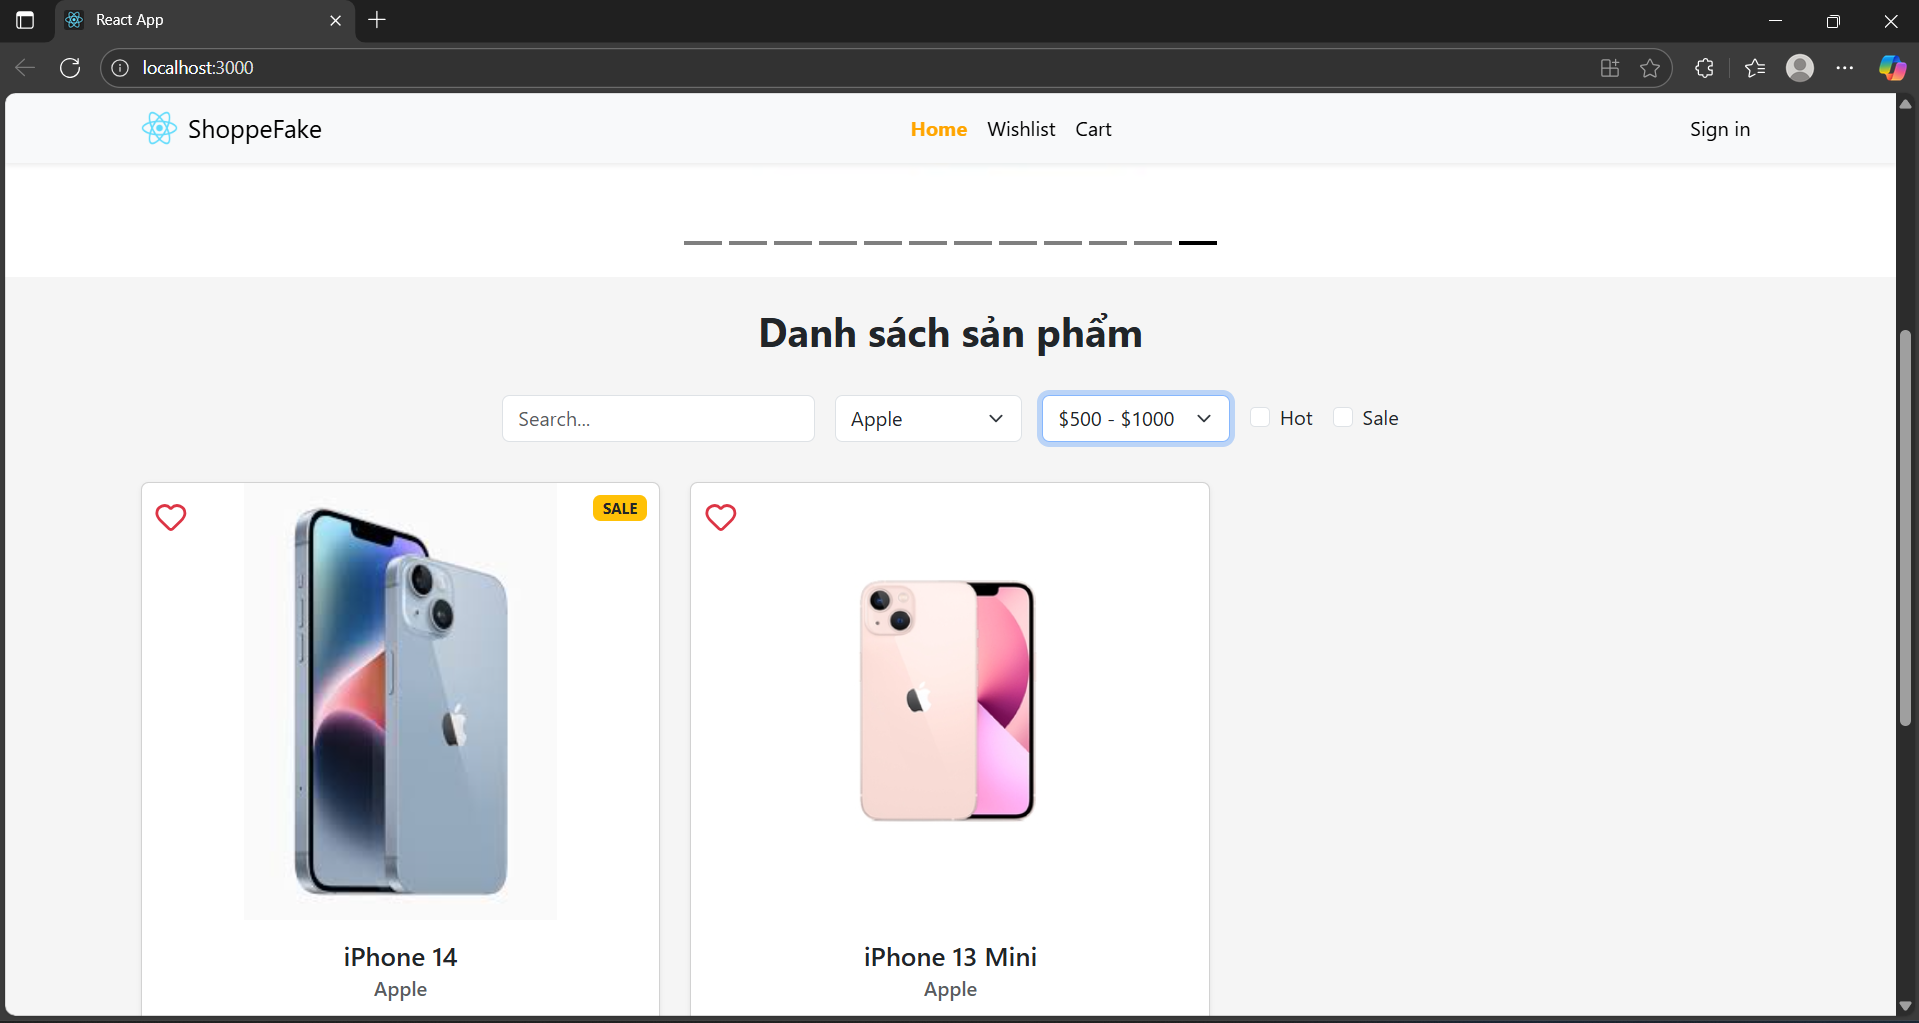 React App
localhost:3000
ShoppeFake
Home Wishlist Cart
Sign in
Danh sách sản phẩm
Search...
Apple
$500 - $1000
Hot
Sale
SALE
iPhone 14
Apple
iPhone 13 Mini
Apple